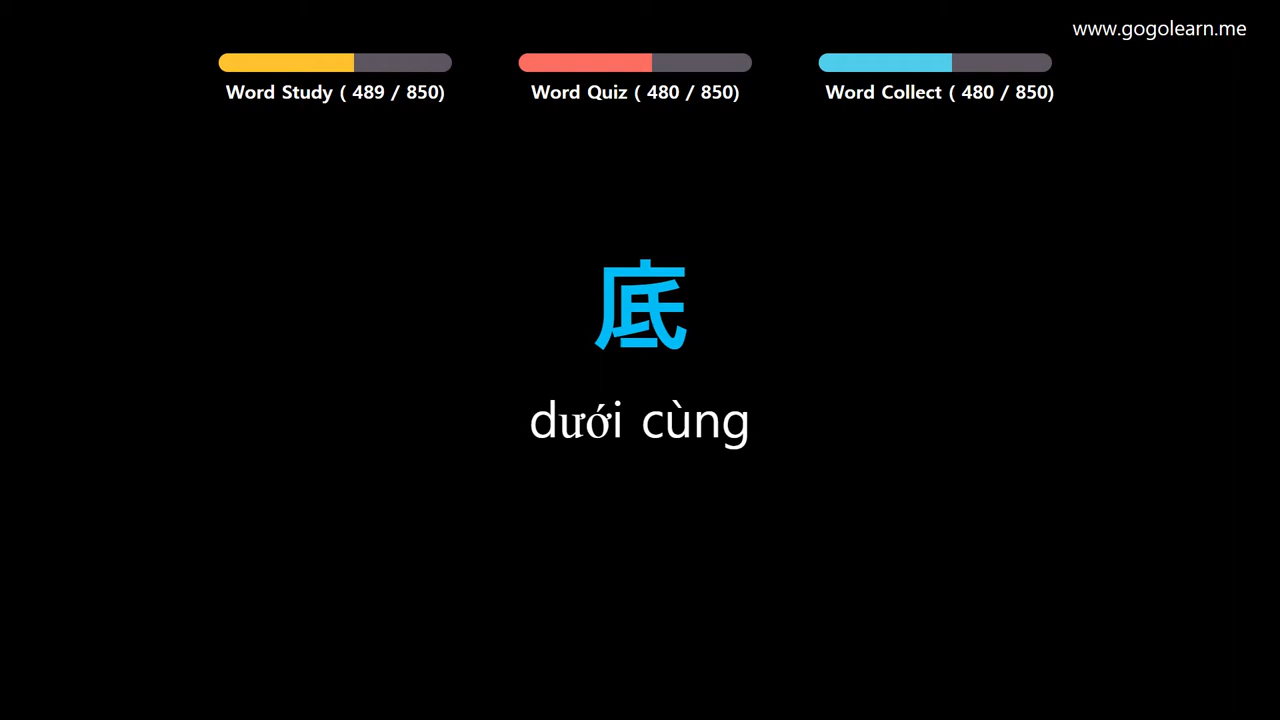 www.gogolearn.me
Word Study ( 489 / 850)
Word Quiz ( 480 / 850)
Word Collect ( 480 / 850)
底
dưới cùng